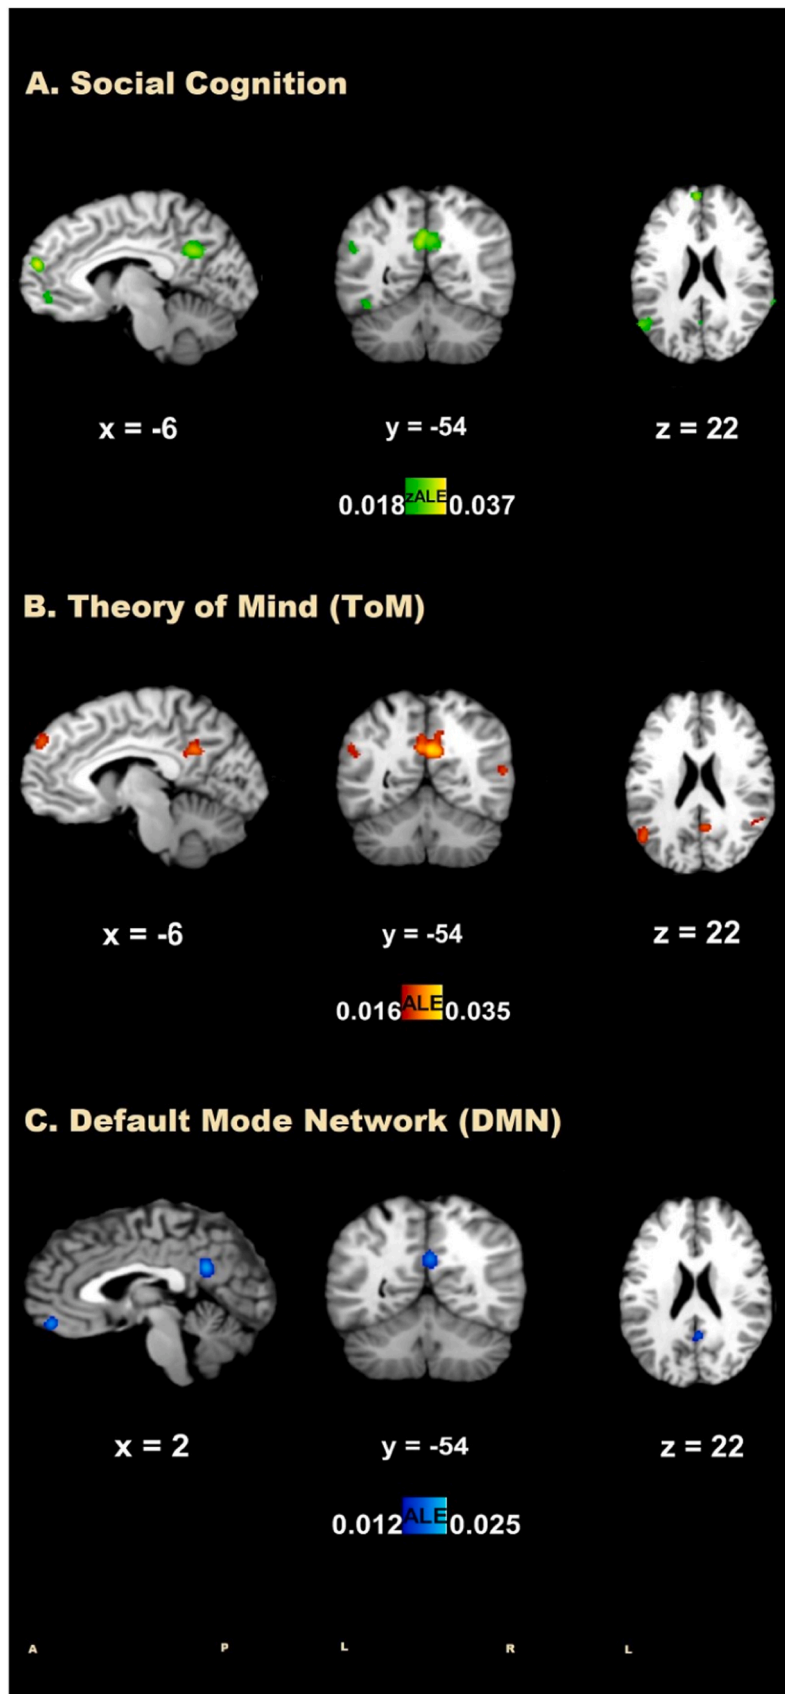 A. Social Cognition
x = -6 y = -54 z = 22
0.018 zALE 0.037
B. Theory of Mind (ToM)
x = -6 y = -54 z = 22
0.016 ALE 0.035
C. Default Mode Network (DMN)
x = 2 y = -54 z = 22
0.012 ALE 0.025
A P L R L